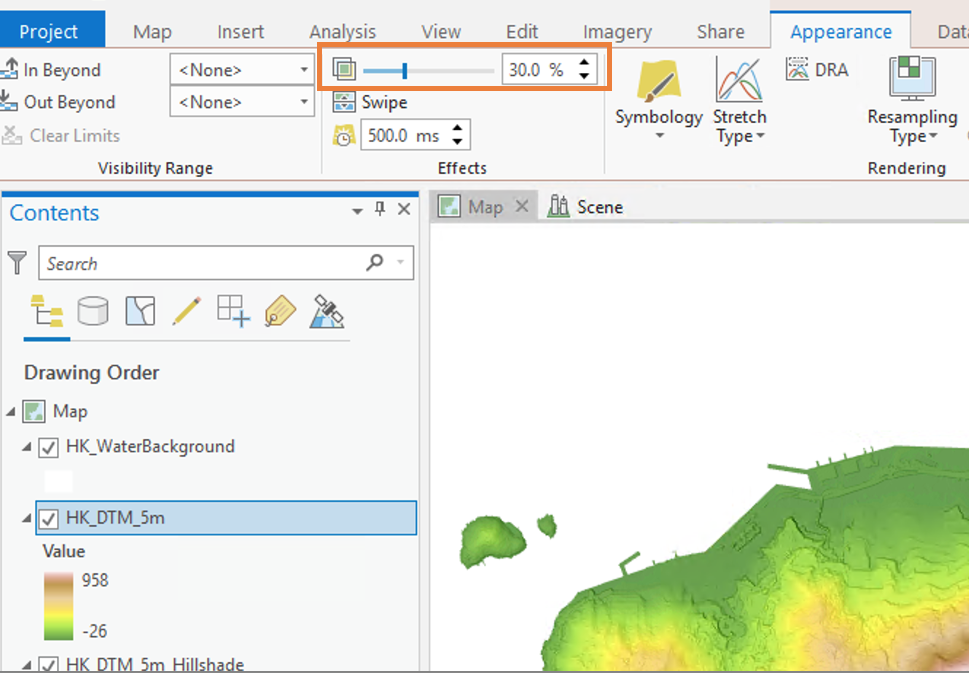 Project Map Insert Analysis View Edit Imagery Share Appearance Data
In Beyond <None> 30.0 % DRA
Out Beyond <None> Swipe
Clear Limits 500.0 ms
Symbology Stretch Type Resampling Type
Visibility Range Effects Rendering
Contents Map Scene
Search
Drawing Order
Map
HK_WaterBackground
HK_DTM_5m
Value
958
-26
HK_DTM_5m_Hillshade